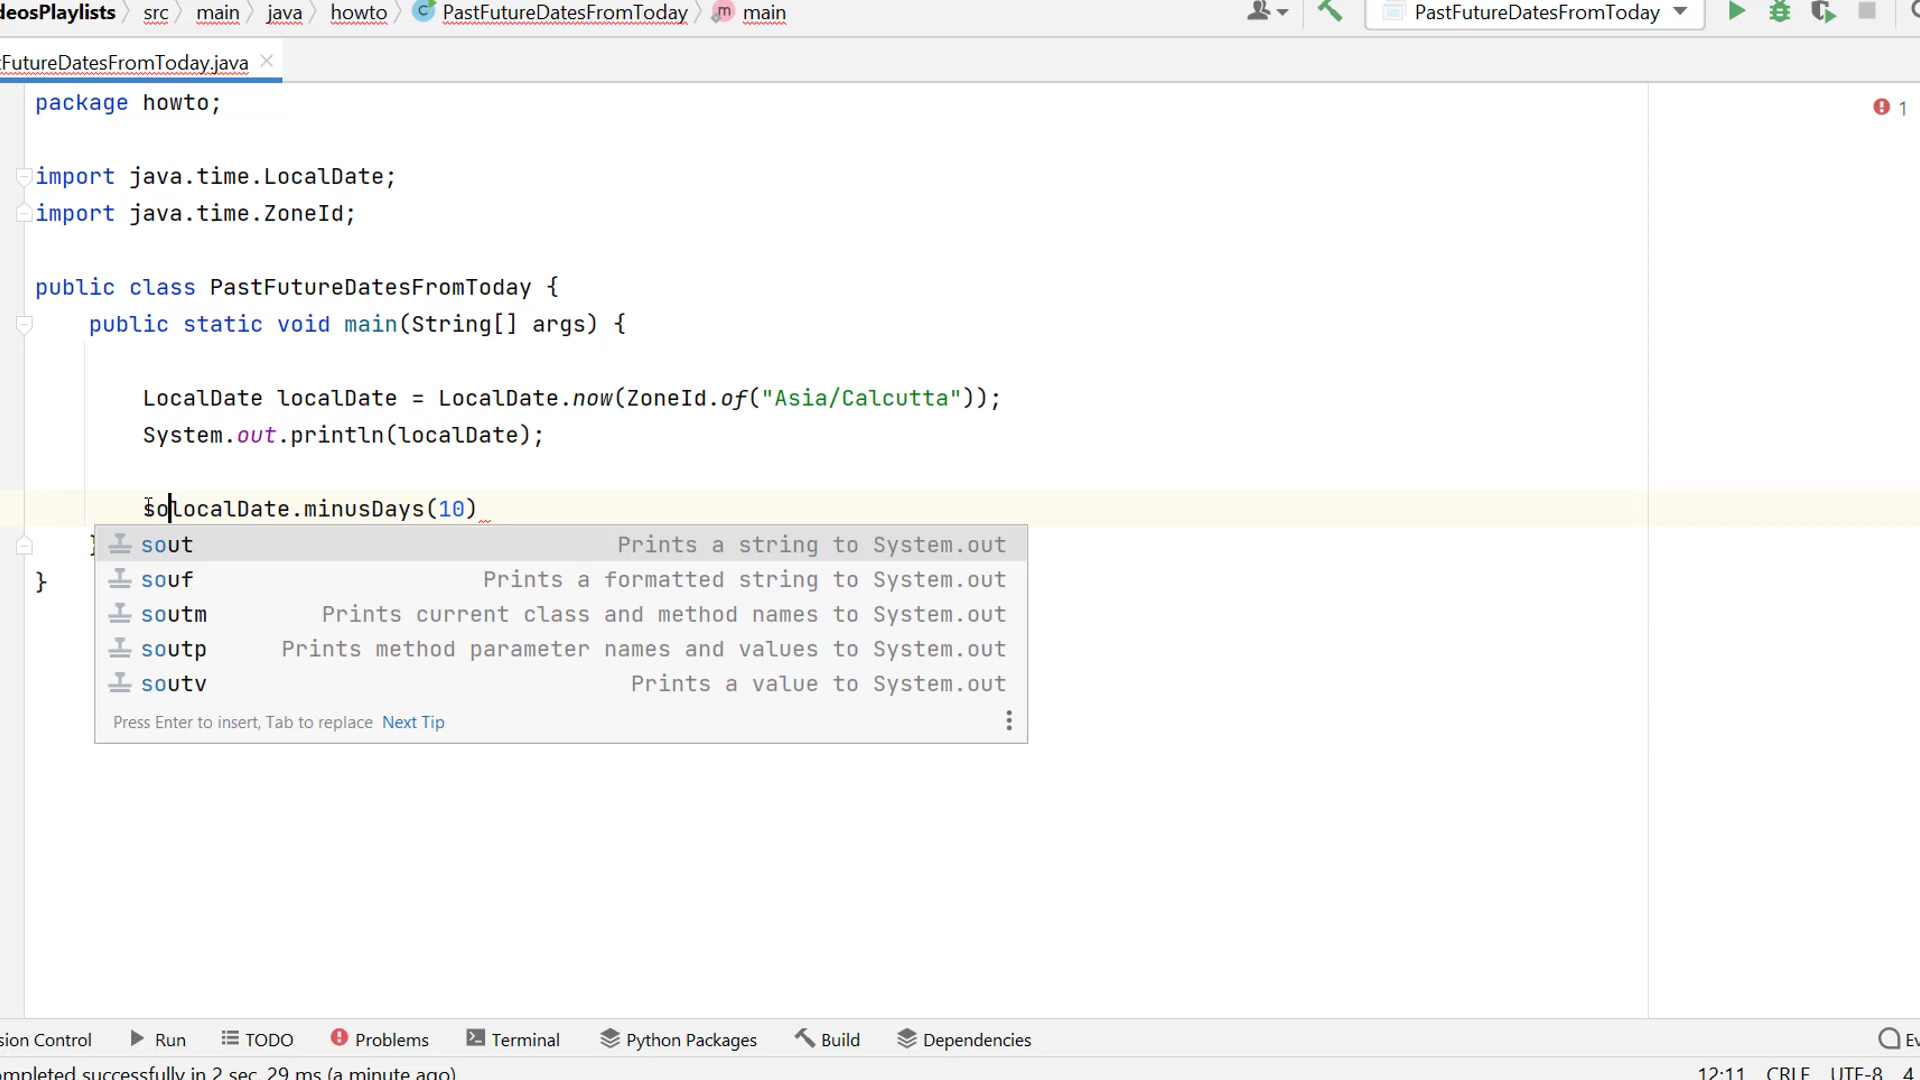 deosPlaylists src main java howto PastFutureDatesFromToday main PastFutureDatesFromToday
tFutureDatesFromToday.java
package howto;
1
import java.time.LocalDate;
import java.time.ZoneId;
public class PastFutureDatesFromToday {
public static void main(String[] args) {
LocalDate localDate = LocalDate.now(ZoneId.of("Asia/Calcutta"));
System.out.println(localDate);
solocalDate.minusDays(10)
}
sout Prints a string to System.out
souf Prints a formatted string to System.out
}
soutm Prints current class and method names to System.out
soutp Prints method parameter names and values to System.out
soutv Prints a value to System.out
Press Enter to insert, Tab to replace Next Tip
sion Control Run TODO Problems Terminal Python Packages Build Dependencies Ev
ompleted successfully in 2 sec, 29 ms (a minute ago) 12:11 CRLF UTF-8 4